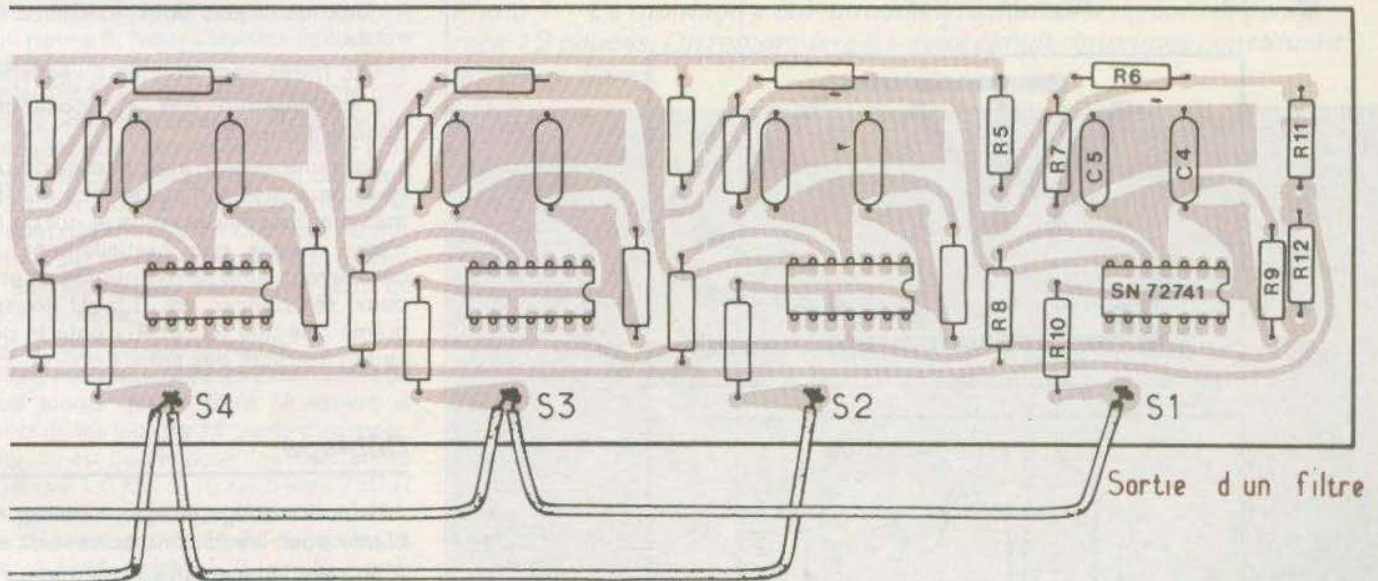 R6
R5
R7
C5
C4
R11
R12
R9
SN 72741
R8
R10
S4
S3
S2
S1
Sortie d un filtre